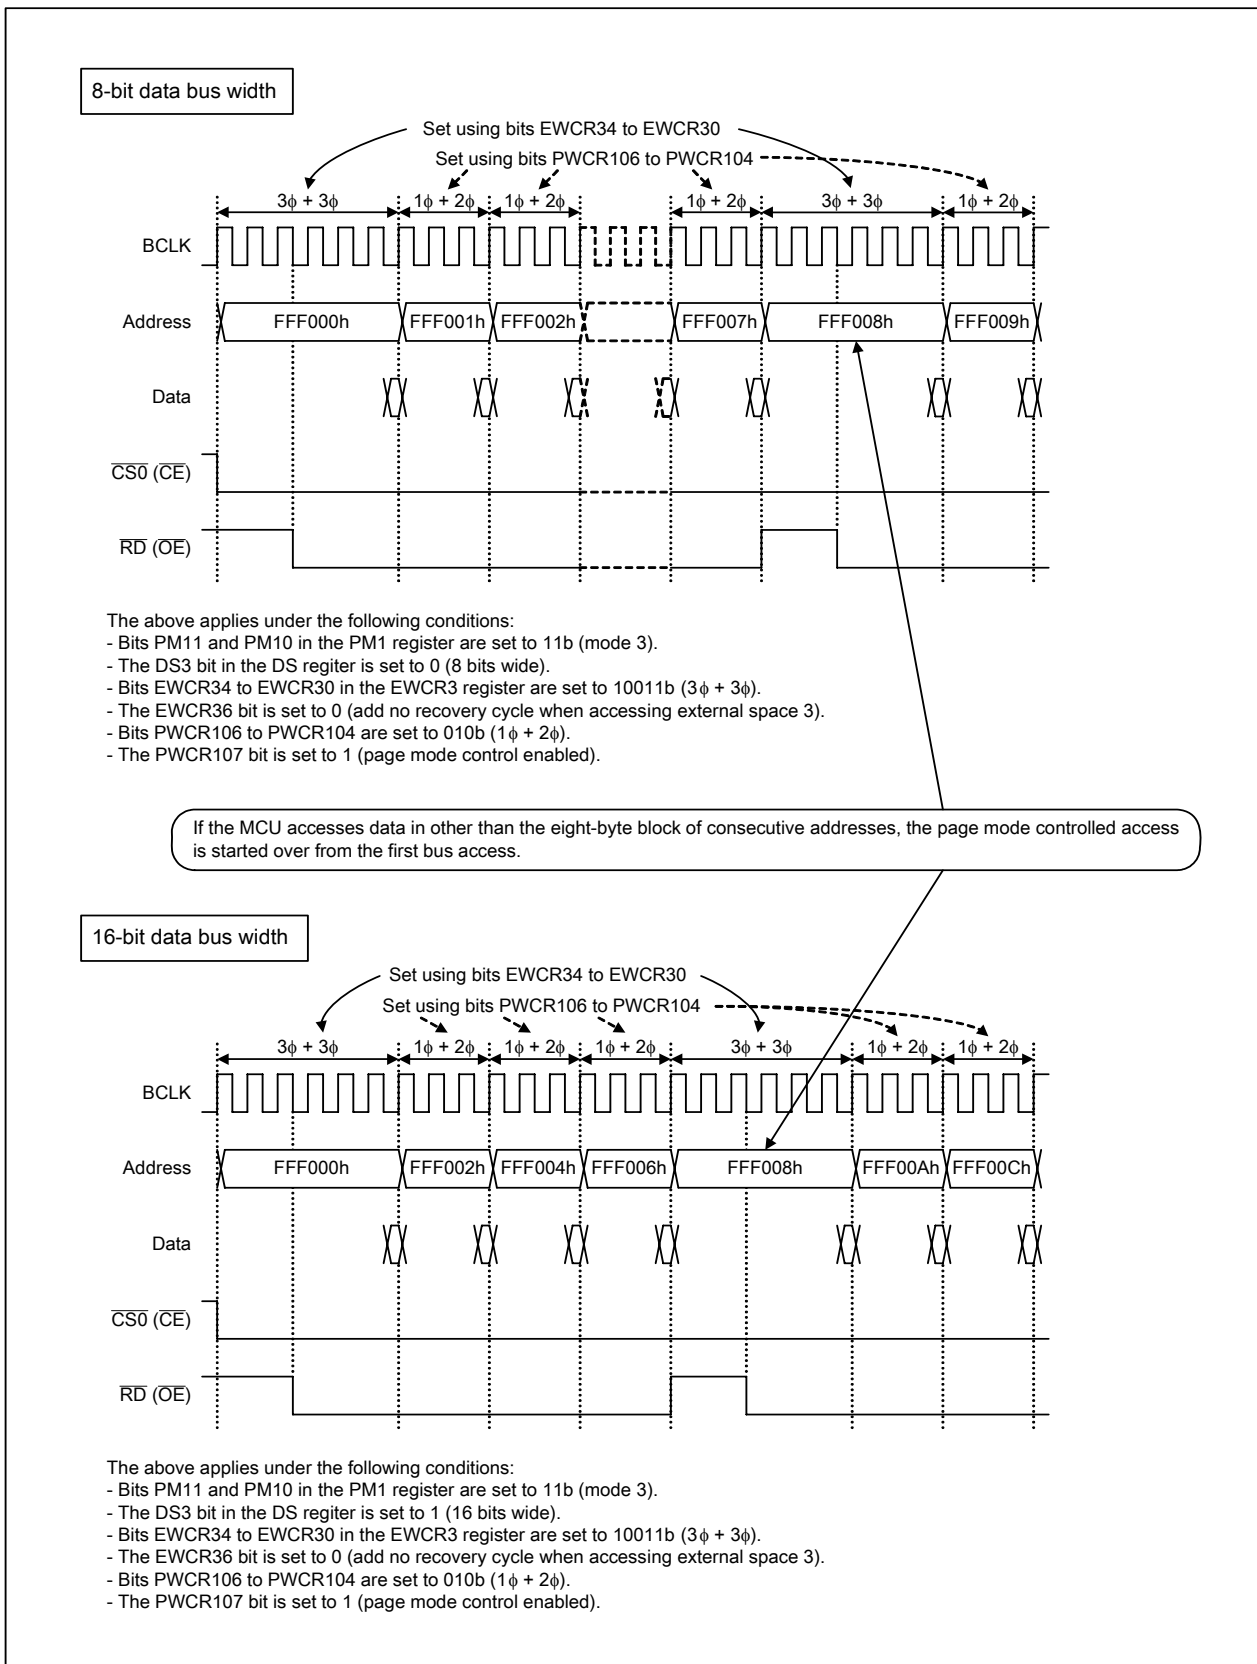 8-bit data bus width
Set using bits EWCR34 to EWCR30
Set using bits PWCR106 to PWCR104
3ϕ + 3ϕ 1ϕ + 2ϕ 1ϕ + 2ϕ 1ϕ + 2ϕ 3ϕ + 3ϕ 1ϕ + 2ϕ
BCLK
Address FFF000h FFF001h FFF002h FFF007h FFF008h FFF009h
Data
CS0 (CE)
RD (OE)
The above applies under the following conditions:
- Bits PM11 and PM10 in the PM1 register are set to 11b (mode 3).
- The DS3 bit in the DS regiter is set to 0 (8 bits wide).
- Bits EWCR34 to EWCR30 in the EWCR3 register are set to 10011b (3ϕ + 3ϕ).
- The EWCR36 bit is set to 0 (add no recovery cycle when accessing external space 3).
- Bits PWCR106 to PWCR104 are set to 010b (1ϕ + 2ϕ).
- The PWCR107 bit is set to 1 (page mode control enabled).
If the MCU accesses data in other than the eight-byte block of consecutive addresses, the page mode controlled access
is started over from the first bus access.
16-bit data bus width
Set using bits EWCR34 to EWCR30
Set using bits PWCR106 to PWCR104
3ϕ + 3ϕ 1ϕ + 2ϕ 1ϕ + 2ϕ 1ϕ + 2ϕ 3ϕ + 3ϕ 1ϕ + 2ϕ 1ϕ + 2ϕ
BCLK
Address FFF000h FFF002h FFF004h FFF006h FFF008h FFF00Ah FFF00Ch
Data
CS0 (CE)
RD (OE)
The above applies under the following conditions:
- Bits PM11 and PM10 in the PM1 register are set to 11b (mode 3).
- The DS3 bit in the DS regiter is set to 1 (16 bits wide).
- Bits EWCR34 to EWCR30 in the EWCR3 register are set to 10011b (3ϕ + 3ϕ).
- The EWCR36 bit is set to 0 (add no recovery cycle when accessing external space 3).
- Bits PWCR106 to PWCR104 are set to 010b (1ϕ + 2ϕ).
- The PWCR107 bit is set to 1 (page mode control enabled).